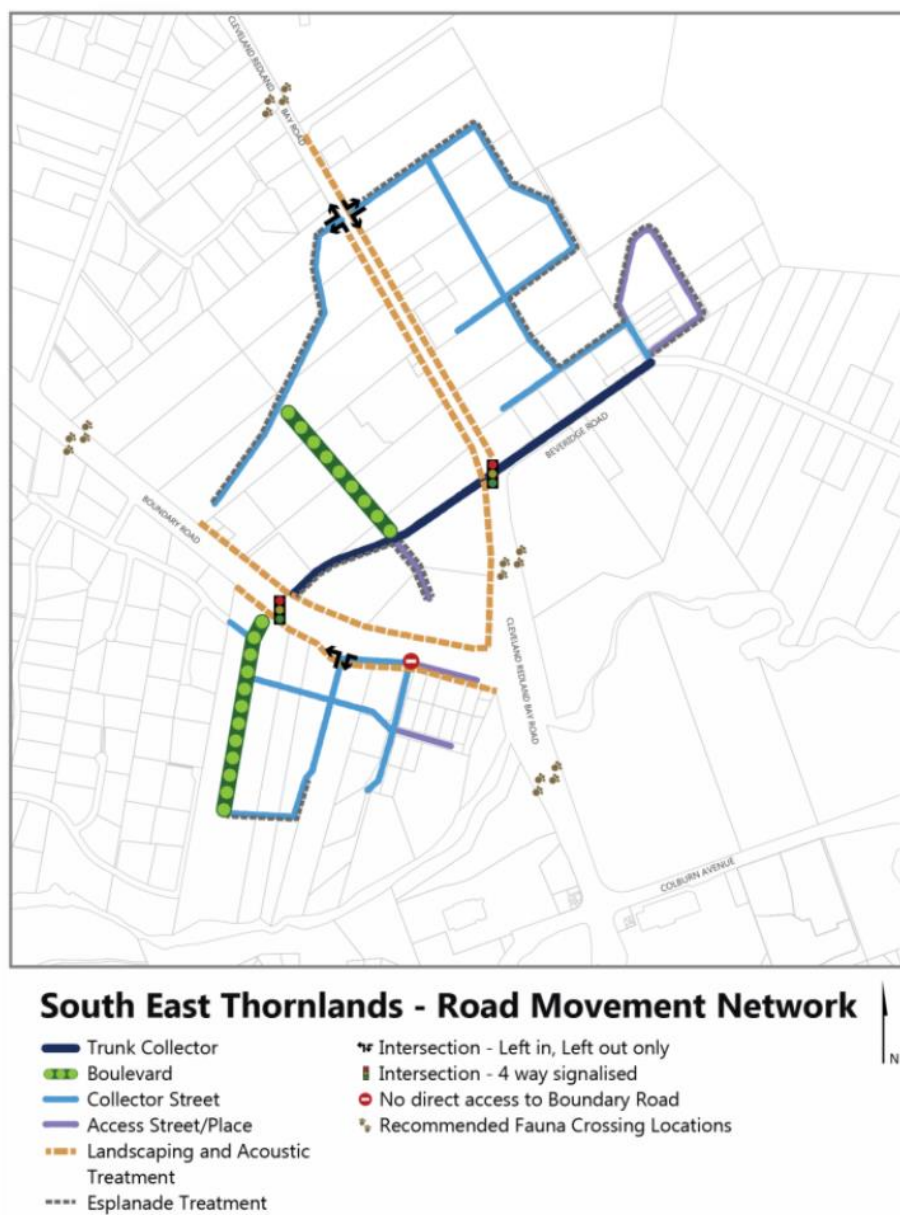 CLEVELAND REDLAND
BAY ROAD
BEVERIDGE ROAD
BOUNDARY ROAD
CLEVELAND REDLAND BAY ROAD
COLBURN AVENUE
South East Thornlands - Road Movement Network
N
Trunk Collector
Boulevard
Collector Street
Access Street/Place
Landscaping and Acoustic
Treatment
Esplanade Treatment
Intersection - Left in, Left out only
Intersection - 4 way signalised
No direct access to Boundary Road
Recommended Fauna Crossing Locations